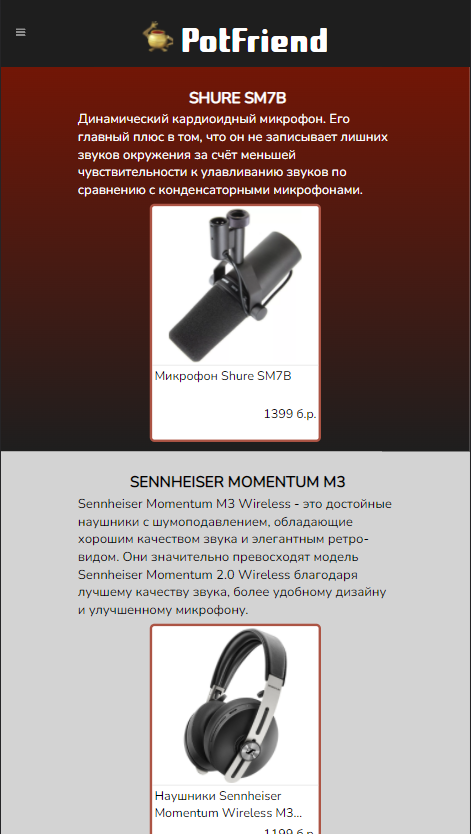 PotFriend
SHURE SM7B
Динамический кардиоидный микрофон. Его
главный плюс в том, что он не записывает лишних
звуков окружения за счёт меньшей
чувствительности к улавливанию звуков по
сравнению с конденсаторными микрофонами.
Микрофон Shure SM7B
1399 б.р.
SENNHEISER MOMENTUM M3
Sennheiser Momentum M3 Wireless - это достойные
наушники с шумоподавлением, обладающие
хорошим качеством звука и элегантным ретро-
видом. Они значительно превосходят модель
Sennheiser Momentum 2.0 Wireless благодаря
лучшему качеству звука, более удобному дизайну
и улучшенному микрофону.
Наушники Sennheiser
Momentum Wireless M3...
1199 б.р.